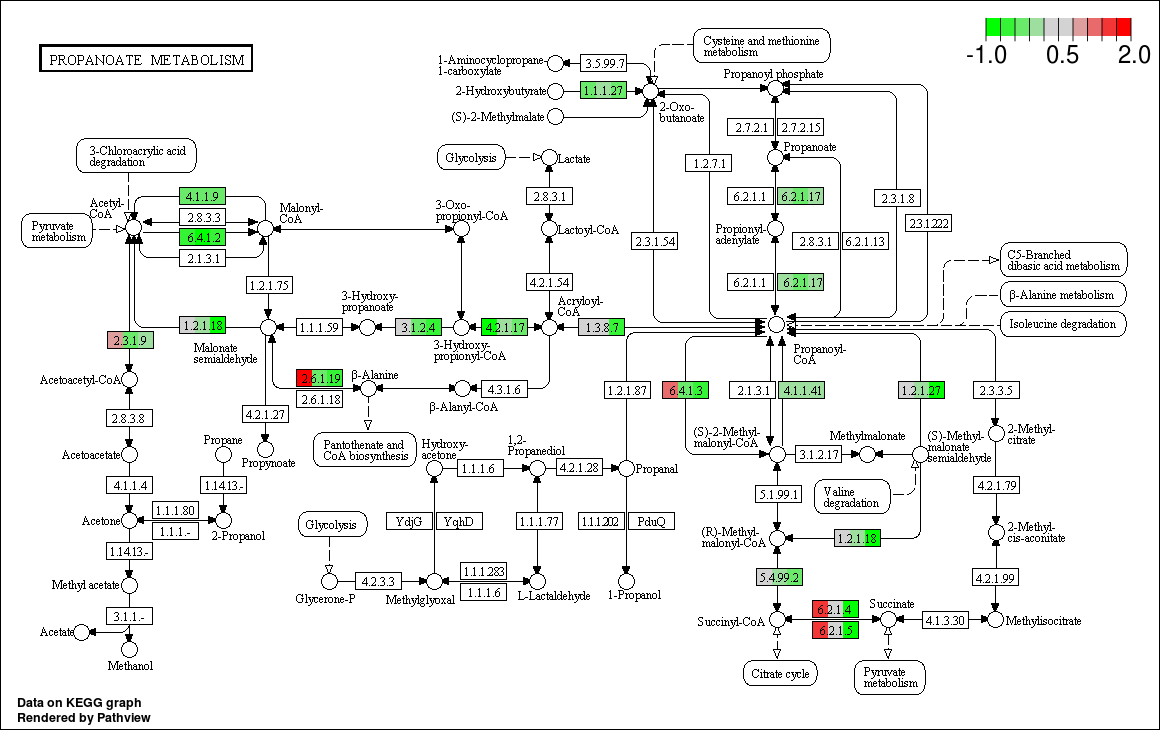 PROPANOATE METABOLISM
-1.0 0.5 2.0
Cysteine and methionine
metabolism
1-Aminocyclopropane
1-carboxylate
3.5.99.7
2-Hydroxybutyrate
1.1.1.27
(S)-2-Methylmalate
2-Oxo-
butanoate
Propanoyl phosphate
2.7.2.1
2.7.2.15
Propanoate
1.2.7.1
6.2.1.1
6.2.1.17
2.3.1.8
2.3.1.222
Propionyl-
adenylate
2.3.1.54
2.8.3.1
6.2.1.13
6.2.1.1
6.2.1.17
3-Chloroacrylic acid
degradation
Glycolysis
Lactate
2.8.3.1
Acetyl-
CoA
4.1.1.9
2.8.3.3
6.4.1.2
2.1.3.1
Malonyl-
CoA
3-Oxo-
propionyl-CoA
Lactoyl-CoA
Pyruvate
metabolism
C5-Branched
dibasic acid metabolism
β-Alanine metabolism
Isoleucine degradation
1.2.1.75
4.2.1.54
3-Hydroxy-
propanoate
Acryloyl-
CoA
1.2.1.18
1.1.1.59
3.1.2.4
4.2.1.17
1.3.8.7
2.3.1.9
Malonate
semialdehyde
3-Hydroxy-
propionyl-CoA
Propanoyl-
CoA
Acetoacetyl-CoA
2.6.1.19
2.6.1.18
β-Alanine
β-Alanyl-CoA
4.3.1.6
1.2.1.87
6.4.1.3
2.1.3.1
4.1.1.41
1.2.1.27
2.3.3.5
2.8.3.8
4.2.1.27
Pantothenate and
CoA biosynthesis
Propane
Propynoate
Acetoacetate
Hydroxy-
acetone
1.1.1.6
1,2-
Propanediol
4.2.1.28
Propanal
(S)-2-Methyl-
malonyl-CoA
3.1.2.17
Methylmalonate
(S)-Methyl-
malonate
semialdehyde
2-Methyl-
citrate
4.1.1.4
1.14.13.-
5.1.99.1
Valine
degradation
4.2.1.79
Acetone
1.1.1.80
1.1.1.-
2-Propanol
Glycolysis
YdjG
YqhD
1.1.1.77
1.1.1.202
PduQ
(R)-Methyl-
malonyl-CoA
1.2.1.18
2-Methyl-
cis-aconitate
1.14.13.-
Methyl acetate
Glycerone-P
4.2.3.3
Methylglyoxal
1.1.1.283
1.1.1.6
L-Lactaldehyde
1-Propanol
5.4.99.2
4.2.1.99
3.1.1.-
Acetate
Methanol
Succinyl-CoA
6.2.1.4
6.2.1.5
Succinate
4.1.3.30
Methylisocitrate
Citrate cycle
Pyruvate
metabolism
Data on KEGG graph
Rendered by Pathview